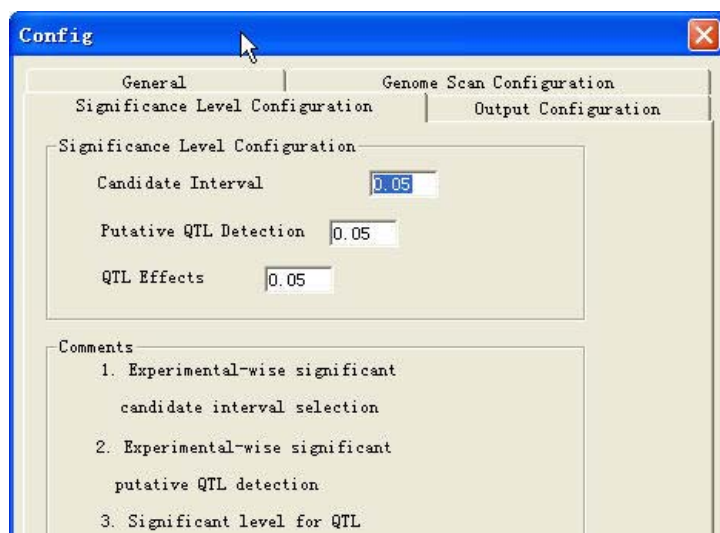 Config
General
Genome Scan Configuration
Significance Level Configuration
Output Configuration
Significance Level Configuration
Candidate Interval 0.05
Putative QTL Detection 0.05
QTL Effects 0.05
Comments
1. Experimental-wise significant
candidate interval selection
2. Experimental-wise significant
putative QTL detection
3. Significant level for QTL